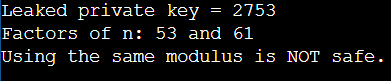 Leaked private key = 2753
Factors of n: 53 and 61
Using the same modulus is NOT safe.